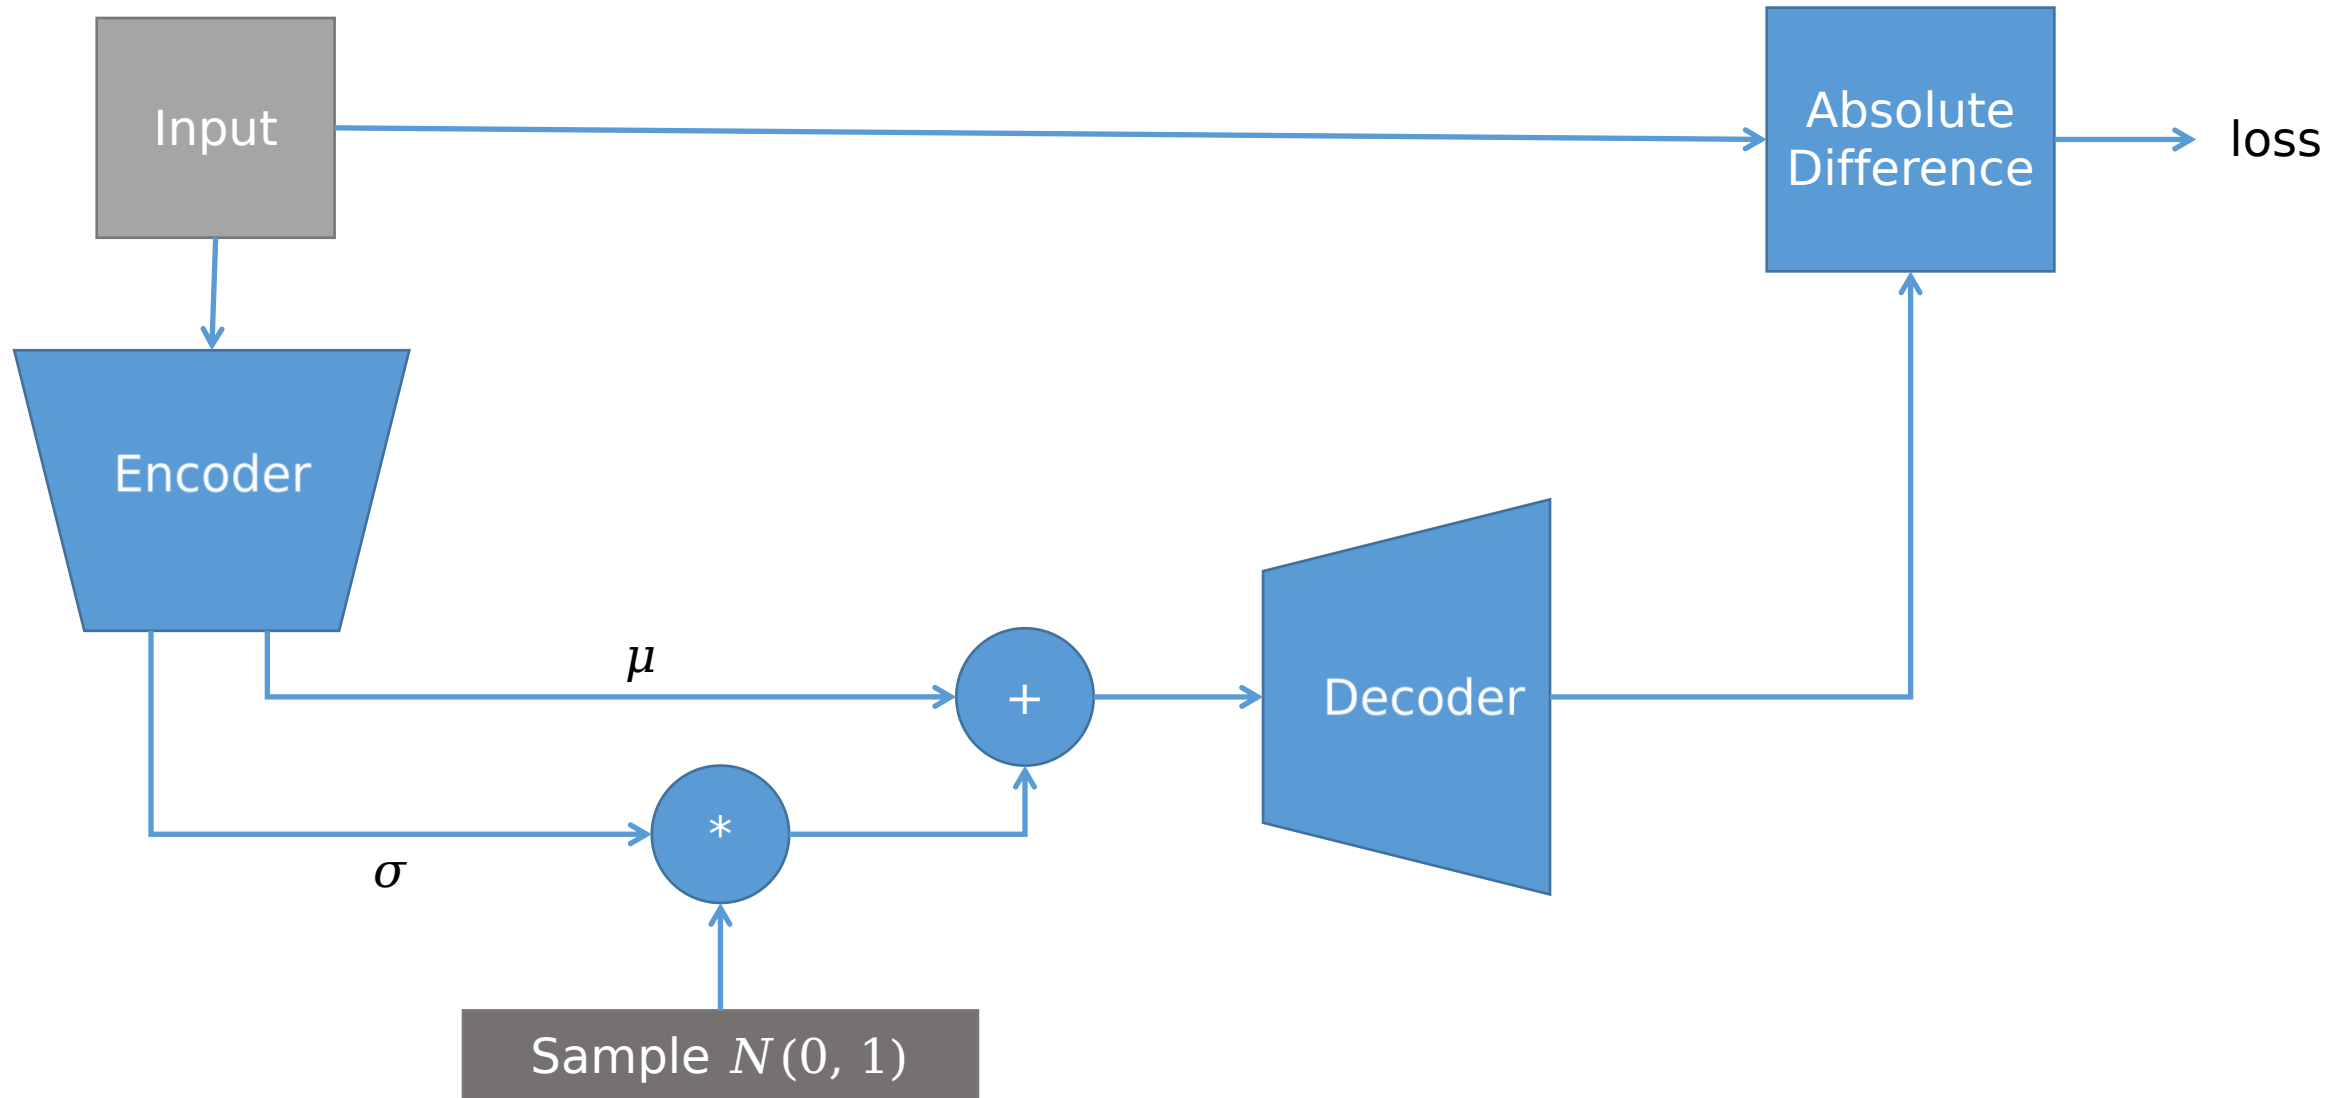 Input
Absolute
Difference
loss
Encoder
μ
+
Decoder
*
σ
Sample N(0, 1)